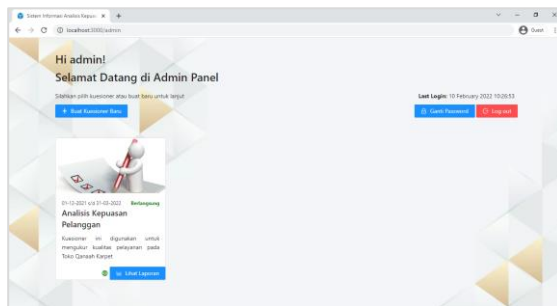 Sistem Informasi Analisis Kepuas
localhost:3000/admin
Guest
Hi admin!
Selamat Datang di Admin Panel
Silahkan pilih kuesioner atau buat baru untuk lanjut
Last Login: 10 February 2022 10:26:53
+ Buat Kuesioner Baru
Ganti Password
Logout
01-12-2021 s/d 31-03-2022 Berlangsung
Analisis Kepuasan
Pelanggan
Kuesioner ini digunakan untuk
mengukur kualitas pelayanan pada
Toko Qanaah Karpet
Lihat Laporan